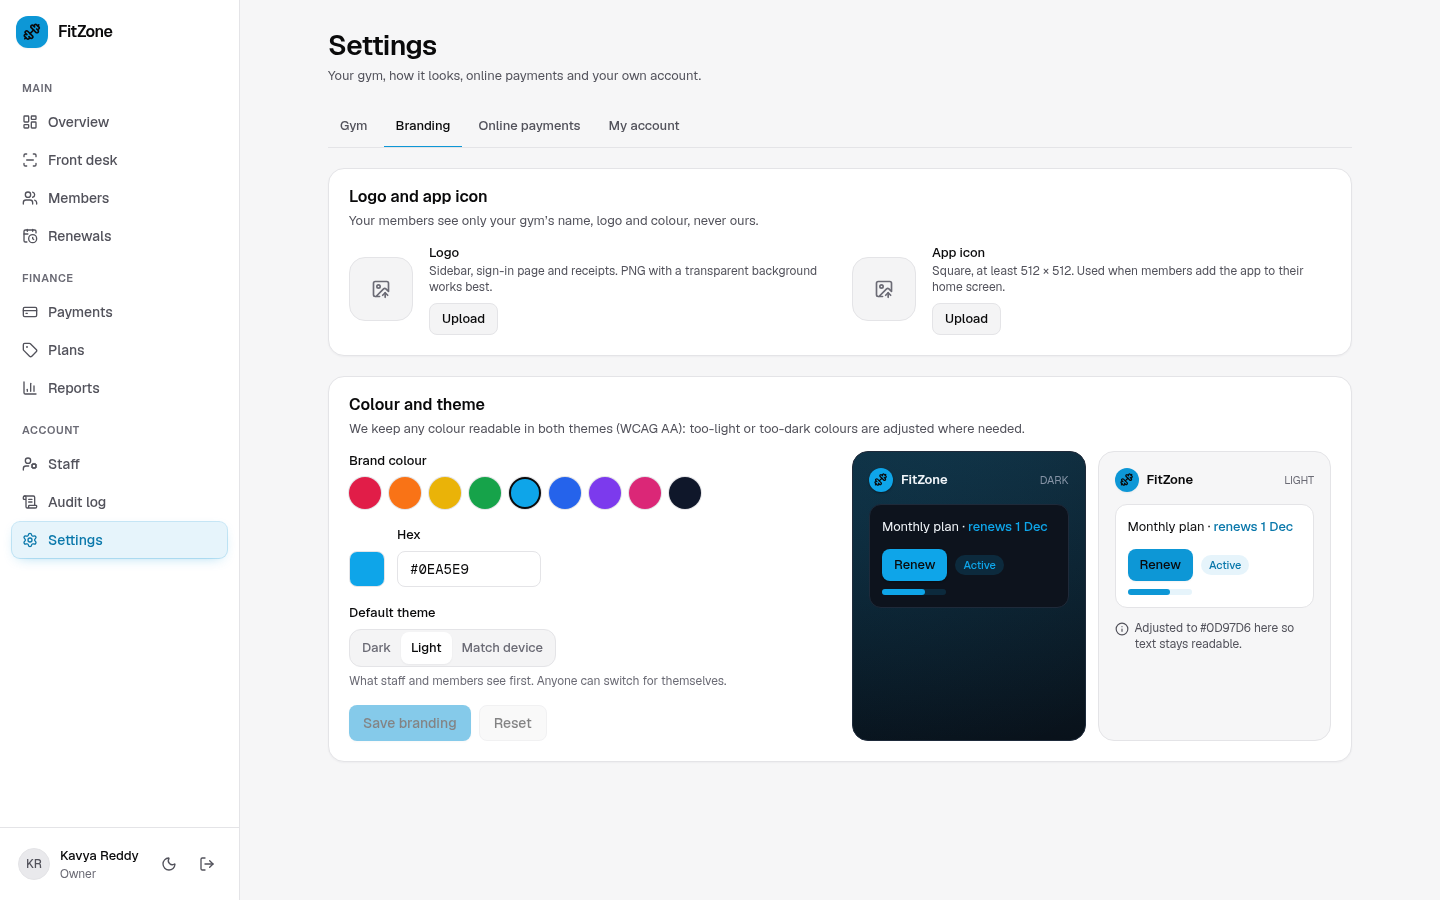 FitZone
MAIN
Overview
Front desk
Members
Renewals
FINANCE
Payments
Plans
Reports
ACCOUNT
Staff
Audit log
Settings
KR
Kavya Reddy
Owner
Settings
Your gym, how it looks, online payments and your own account.
Gym
Branding
Online payments
My account
Logo and app icon
Your members see only your gym's name, logo and colour, never ours.
Logo
Sidebar, sign-in page and receipts. PNG with a transparent background
works best.
Upload
App icon
Square, at least 512 × 512. Used when members add the app to their
home screen.
Upload
Colour and theme
We keep any colour readable in both themes (WCAG AA): too-light or too-dark colours are adjusted where needed.
Brand colour
Hex
#0EA5E9
Default theme
Dark
Light
Match device
What staff and members see first. Anyone can switch for themselves.
Save branding
Reset
FitZone
DARK
Monthly plan · renews 1 Dec
Renew
Active
FitZone
LIGHT
Monthly plan · renews 1 Dec
Renew
Active
Adjusted to #0D97D6 here so
text stays readable.